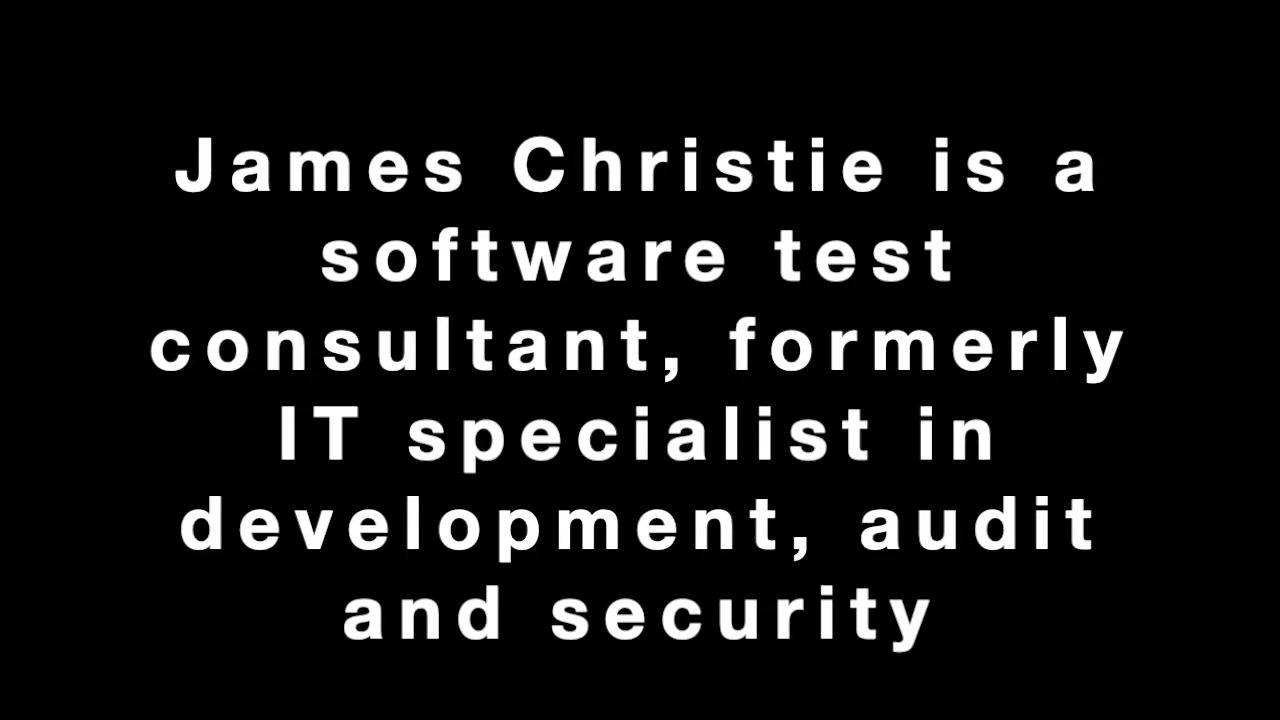 James Christie is a
software test
consultant, formerly
IT specialist in
development, audit
and security